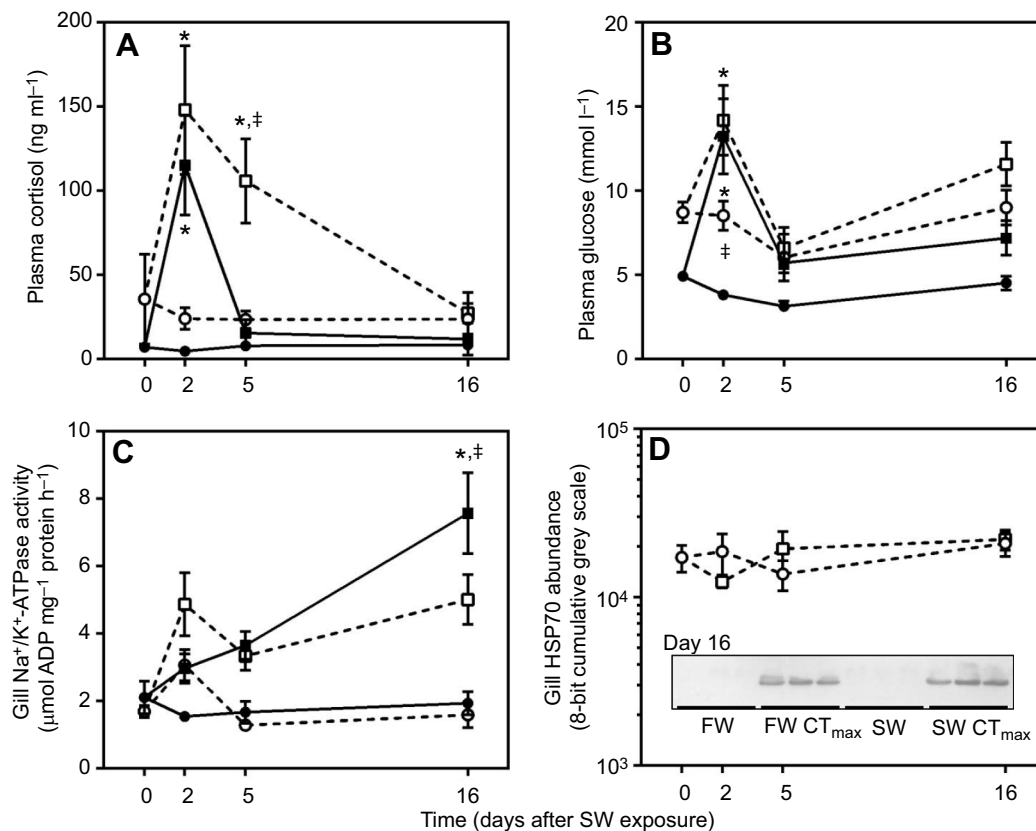 A
Plasma cortisol (ng ml⁻¹)
200
150
100
50
0
*
*
*,‡
0 2 5 16
B
Plasma glucose (mmol l⁻¹)
20
15
10
5
0
*
*
‡
0 2 5 16
C
Gill Na⁺/K⁺-ATPase activity
(μmol ADP mg⁻¹ protein h⁻¹)
10
8
6
4
2
0
*,‡
0 2 5 16
D
Gill HSP70 abundance
(8-bit cumulative grey scale)
10⁵
10⁴
10³
Day 16
FW FW CTmax SW SW CTmax
0 2 5 16
Time (days after SW exposure)